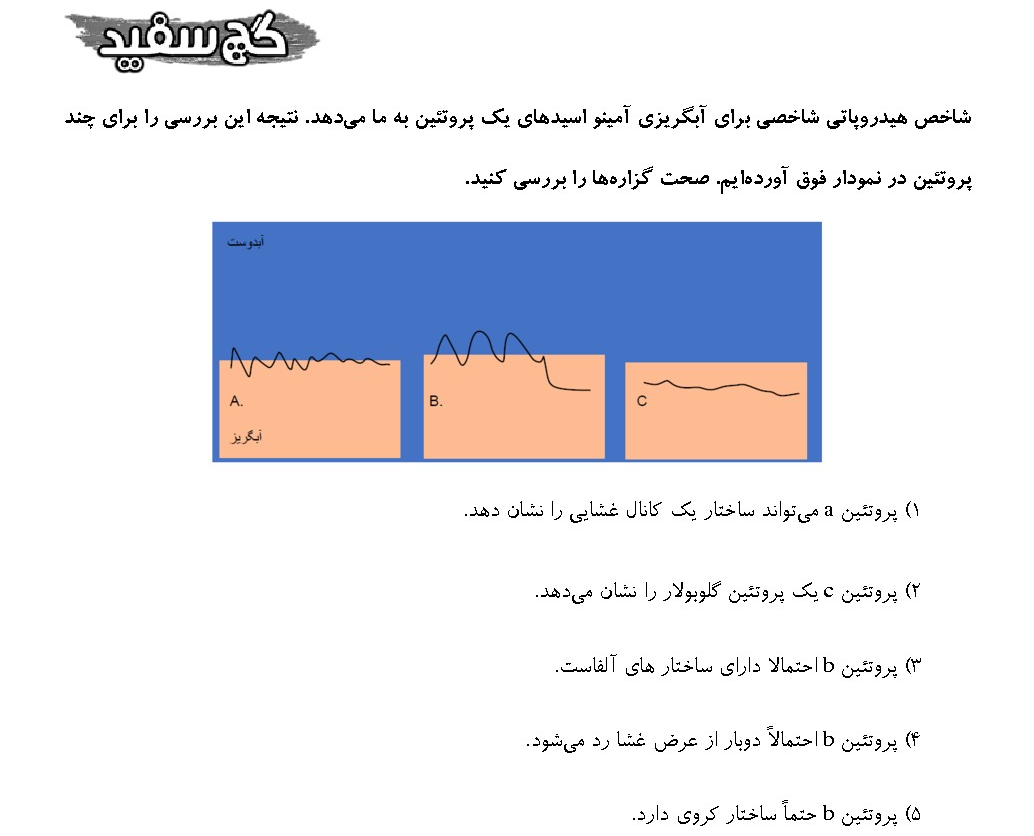 گچ سفید
شاخص هیدروپاتی شاخصی برای آبگریزی آمینو اسیدهای یک پروتئین به ما می‌دهد. نتیجه این بررسی را برای چند
پروتئین در نمودار فوق آورده‌ایم. صحت گزاره‌ها را بررسی کنید.
آبدوست
A.
B.
C
آبگریز
۱) پروتئین a می‌تواند ساختار یک کانال غشایی را نشان دهد.
۲) پروتئین c یک پروتئین گلوبولار را نشان می‌دهد.
۳) پروتئین b احتمالا دارای ساختار های آلفاست.
۴) پروتئین b احتمالاً دوبار از عرض غشا رد می‌شود.
۵) پروتئین b حتماً ساختار کروی دارد.